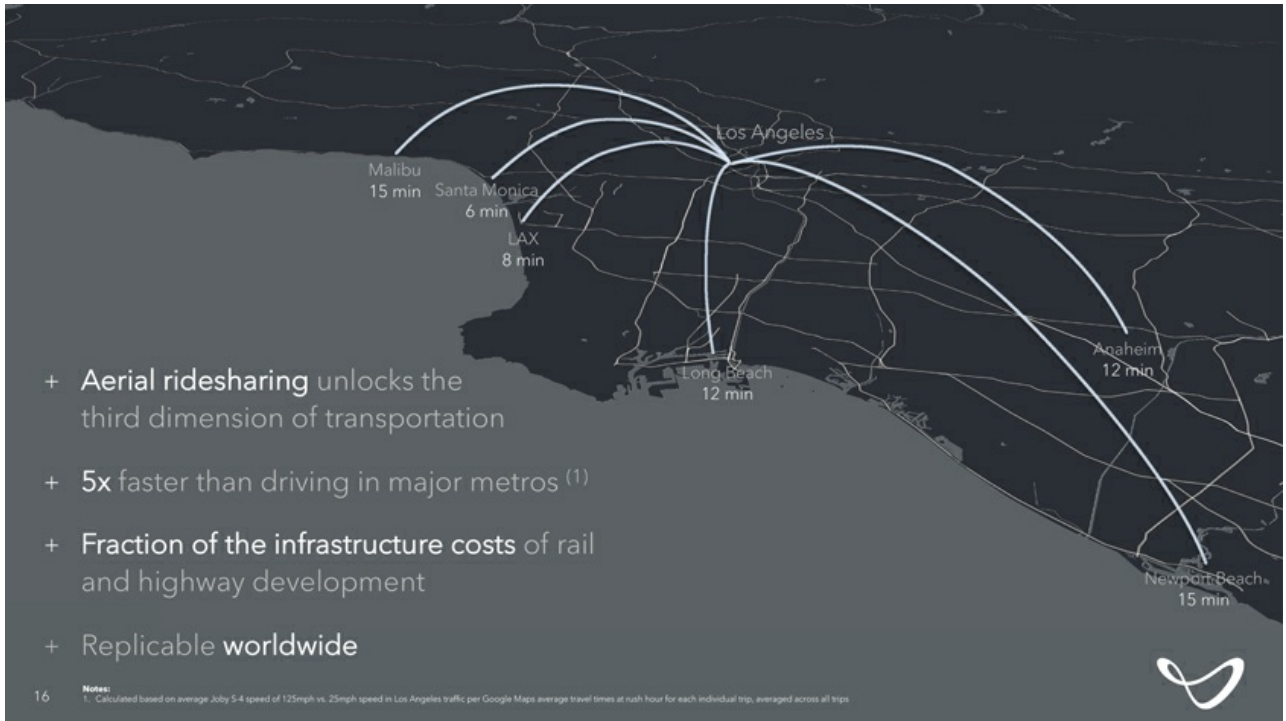 Los Angeles
Malibu
15 min
Santa Monica
6 min
LAX
8 min
Anaheim
12 min
Long Beach
12 min
Newport Beach
15 min
+ Aerial ridesharing unlocks the
third dimension of transportation
+ 5x faster than driving in major metros (1)
+ Fraction of the infrastructure costs of rail
and highway development
+ Replicable worldwide
16
Notes:
1. Calculated based on average Joby S-4 speed of 125mph vs. 25mph speed in Los Angeles traffic per Google Maps average travel times at rush hour for each individual trip, averaged across all trips